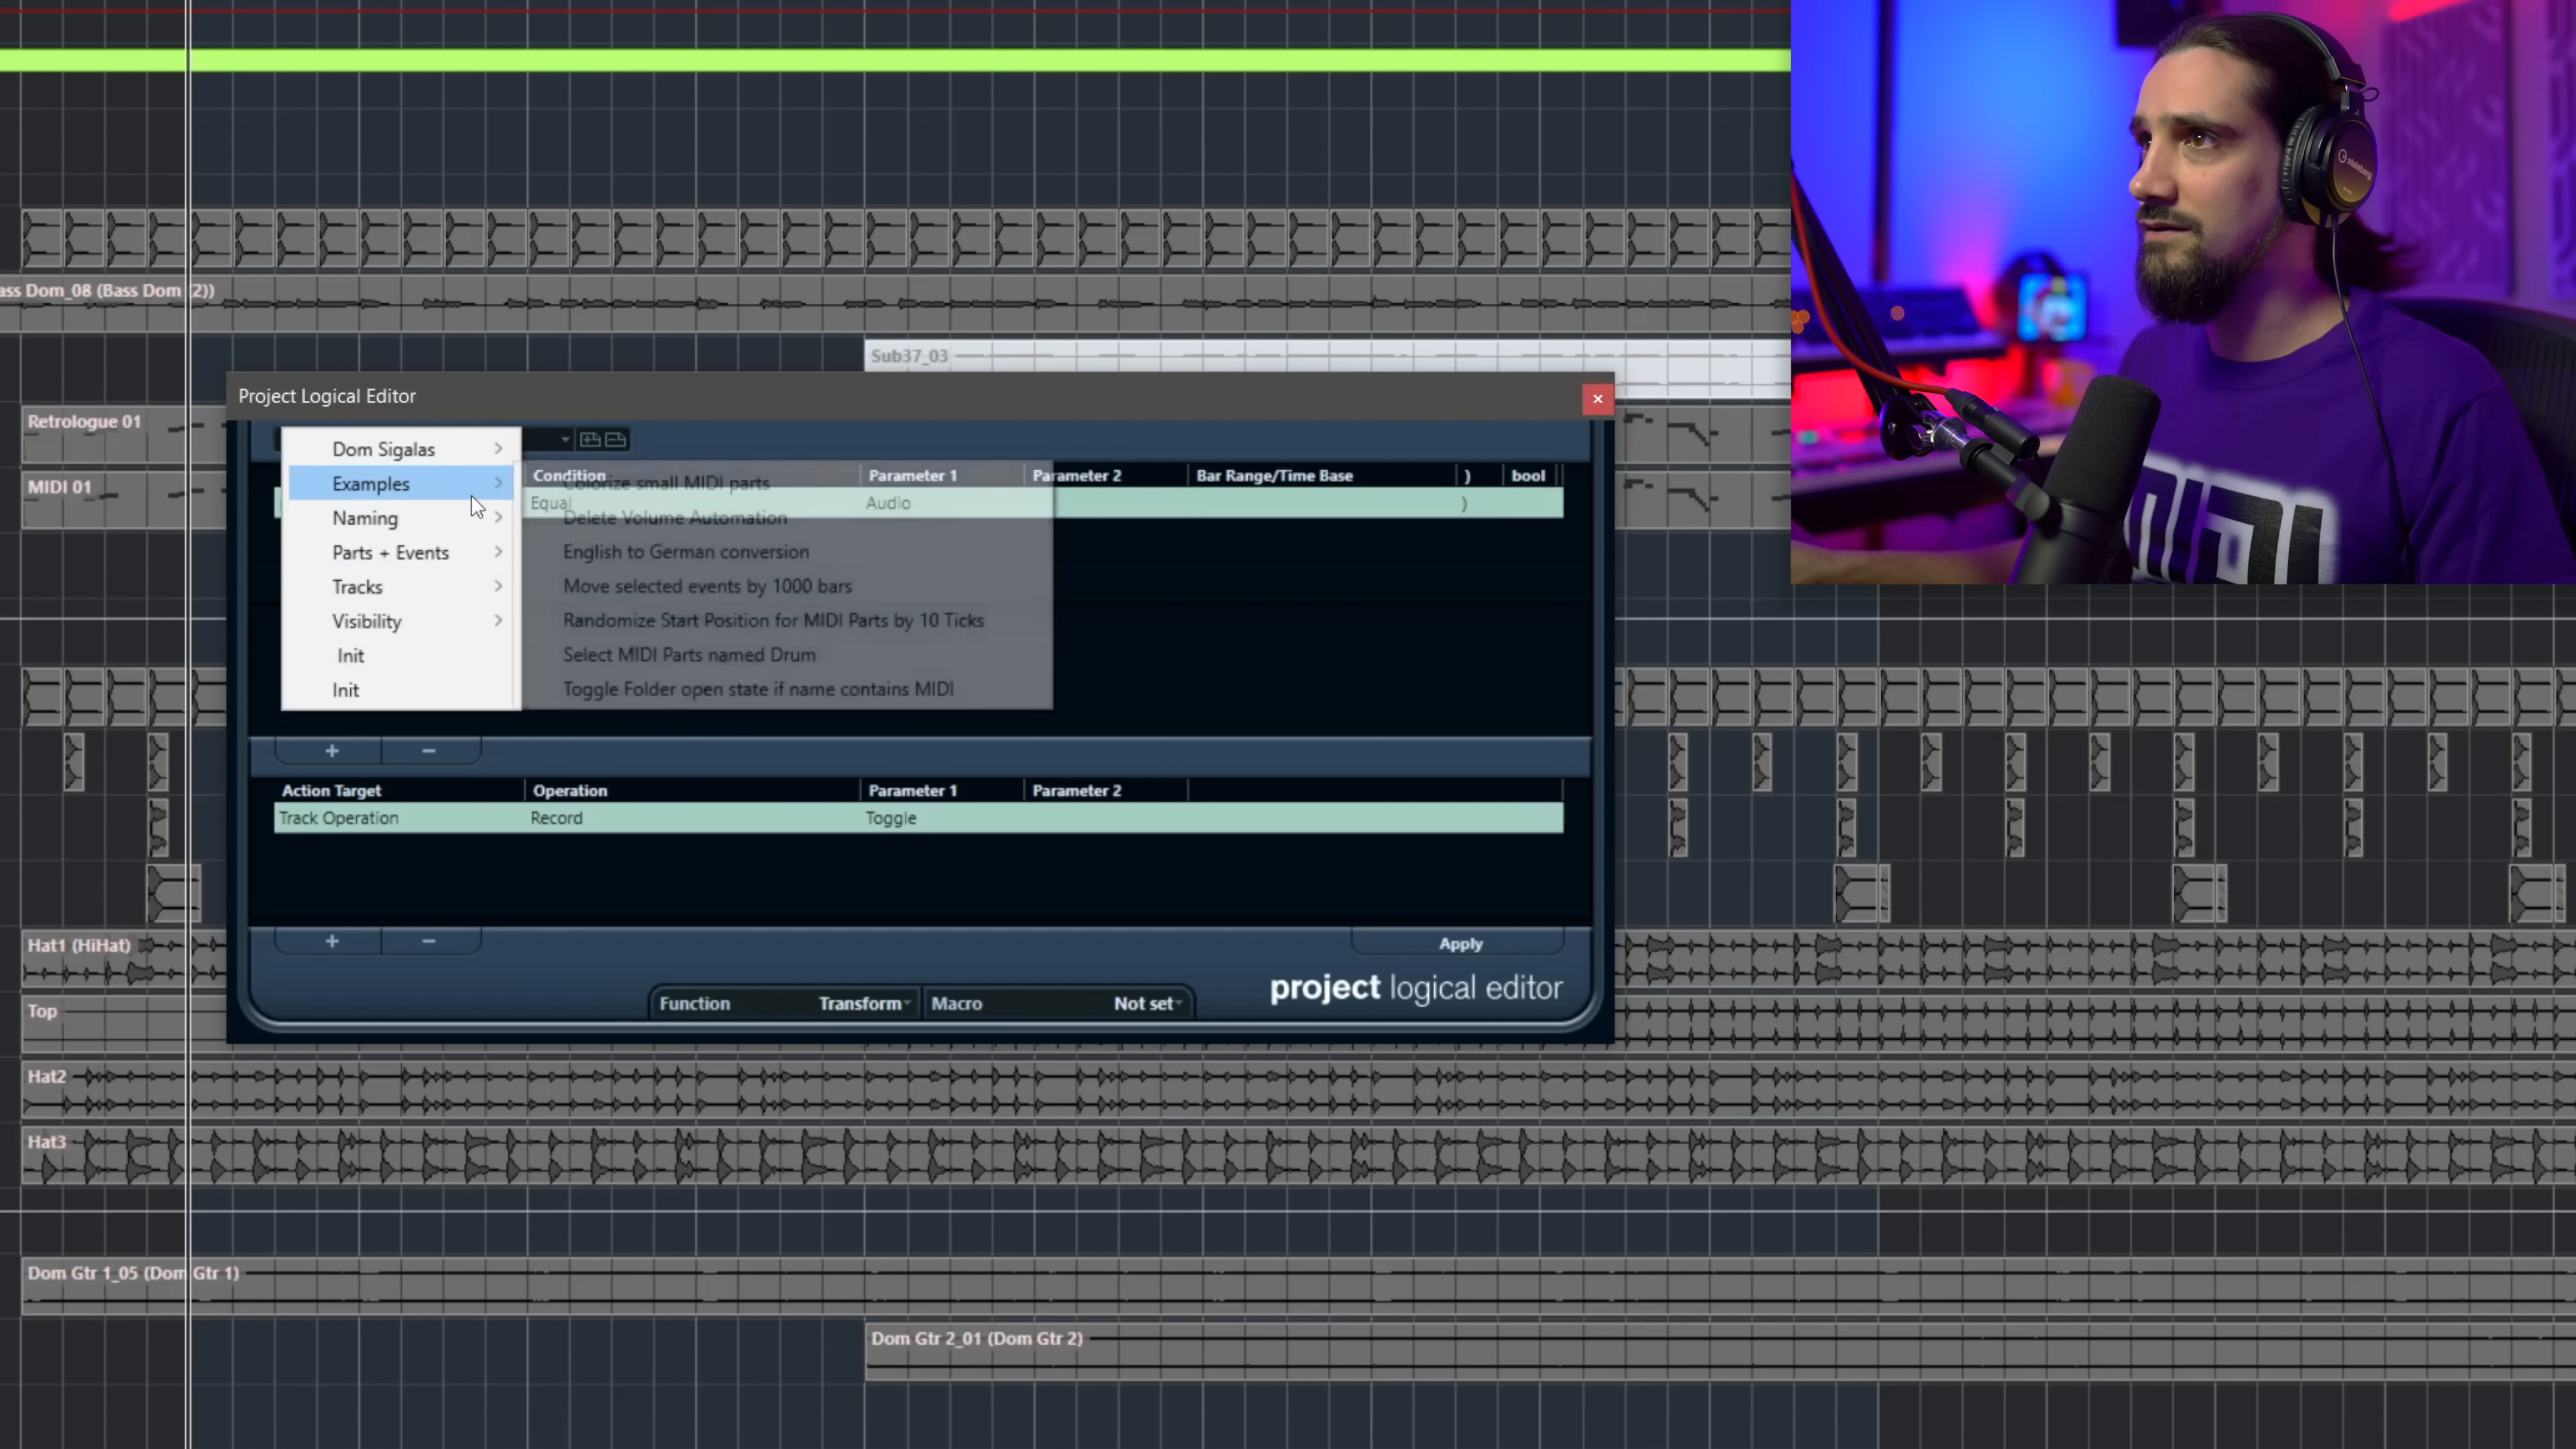 steinberg
ass Dom_08 (Bass Dom (2))
Sub37_03
Project Logical Editor
Retrologue 01
MIDI 01
Dom Sigalas
Examples
Naming
Parts + Events
Tracks
Visibility
Init
Init
Condition
Parameter 1
Parameter 2
Bar Range/Time Base
)
bool
Equal
Audio
)
Colorize small MIDI parts
Delete Volume Automation
English to German conversion
Move selected events by 1000 bars
Randomize Start Position for MIDI Parts by 10 Ticks
Select MIDI Parts named Drum
Toggle Folder open state if name contains MIDI
+ −
Action Target
Operation
Parameter 1
Parameter 2
Track Operation
Record
Toggle
+ −
Apply
project logical editor
Function
Transform
Macro
Not set
Hat1 (HiHat)
Top
Hat2
Hat3
Dom Gtr 1_05 (Dom Gtr 1)
Dom Gtr 2_01 (Dom Gtr 2)